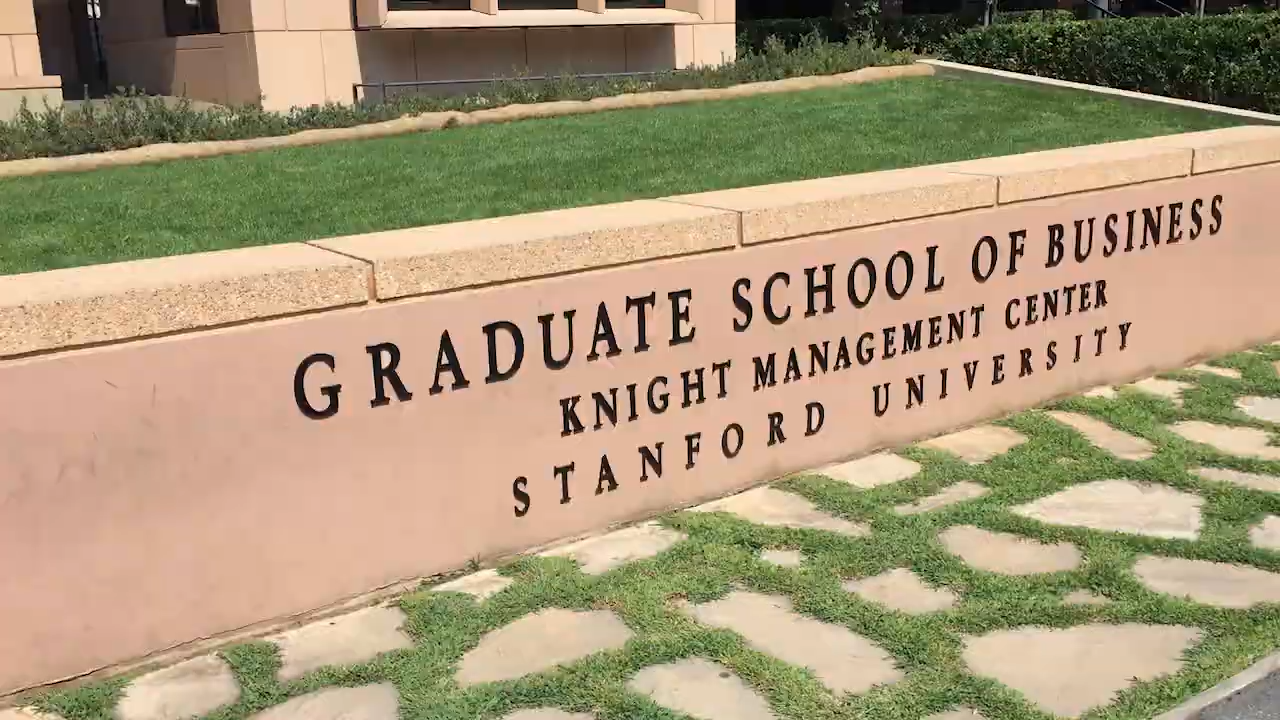 GRADUATE SCHOOL OF BUSINESS
KNIGHT MANAGEMENT CENTER
STANFORD UNIVERSITY